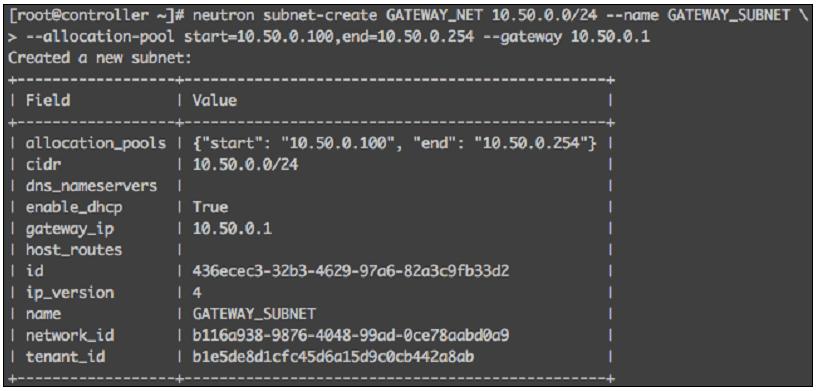 [root@controller ~]# neutron subnet-create GATEWAY_NET 10.50.0.0/24 --name GATEWAY_SUBNET \
> --allocation-pool start=10.50.0.100,end=10.50.0.254 --gateway 10.50.0.1
Created a new subnet:
+------------------+------------------------------------------------+
| Field            | Value                                          |
+------------------+------------------------------------------------+
| allocation_pools | {"start": "10.50.0.100", "end": "10.50.0.254"} |
| cidr             | 10.50.0.0/24                                   |
| dns_nameservers  |                                                |
| enable_dhcp      | True                                           |
| gateway_ip       | 10.50.0.1                                      |
| host_routes      |                                                |
| id               | 436ecec3-32b3-4629-97a6-82a3c9fb33d2           |
| ip_version       | 4                                              |
| name             | GATEWAY_SUBNET                                 |
| network_id       | b116a938-9876-4048-99ad-0ce78aabd0a9           |
| tenant_id        | b1e5de8d1cfc45d6a15d9c0cb442a8ab               |
+------------------+------------------------------------------------+